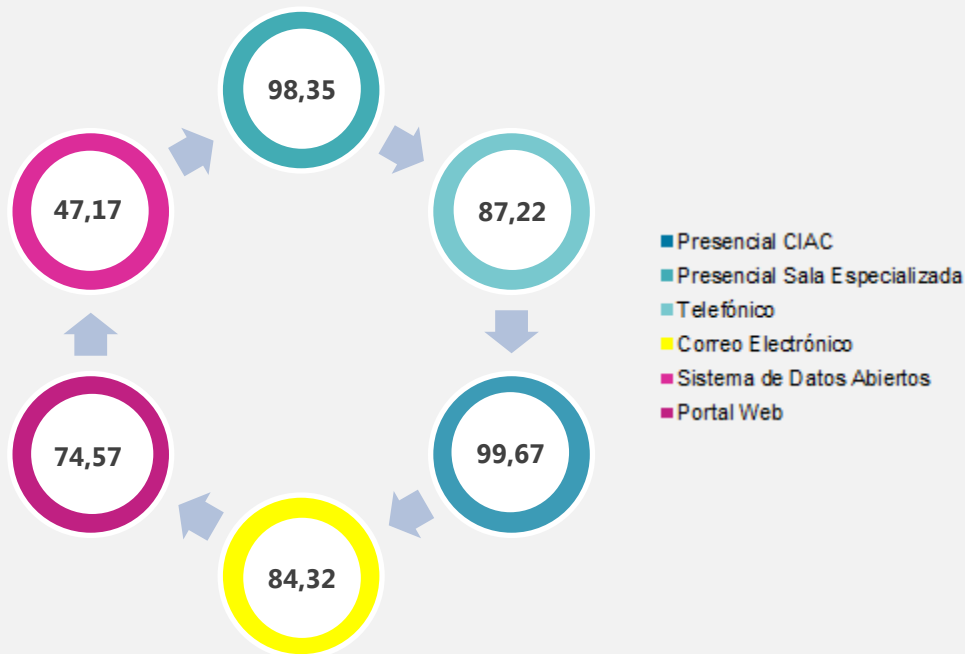 98,35
47,17
87,22
74,57
99,67
84,32
Presencial CIAC
Presencial Sala Especializada
Telefónico
Correo Electrónico
Sistema de Datos Abiertos
Portal Web